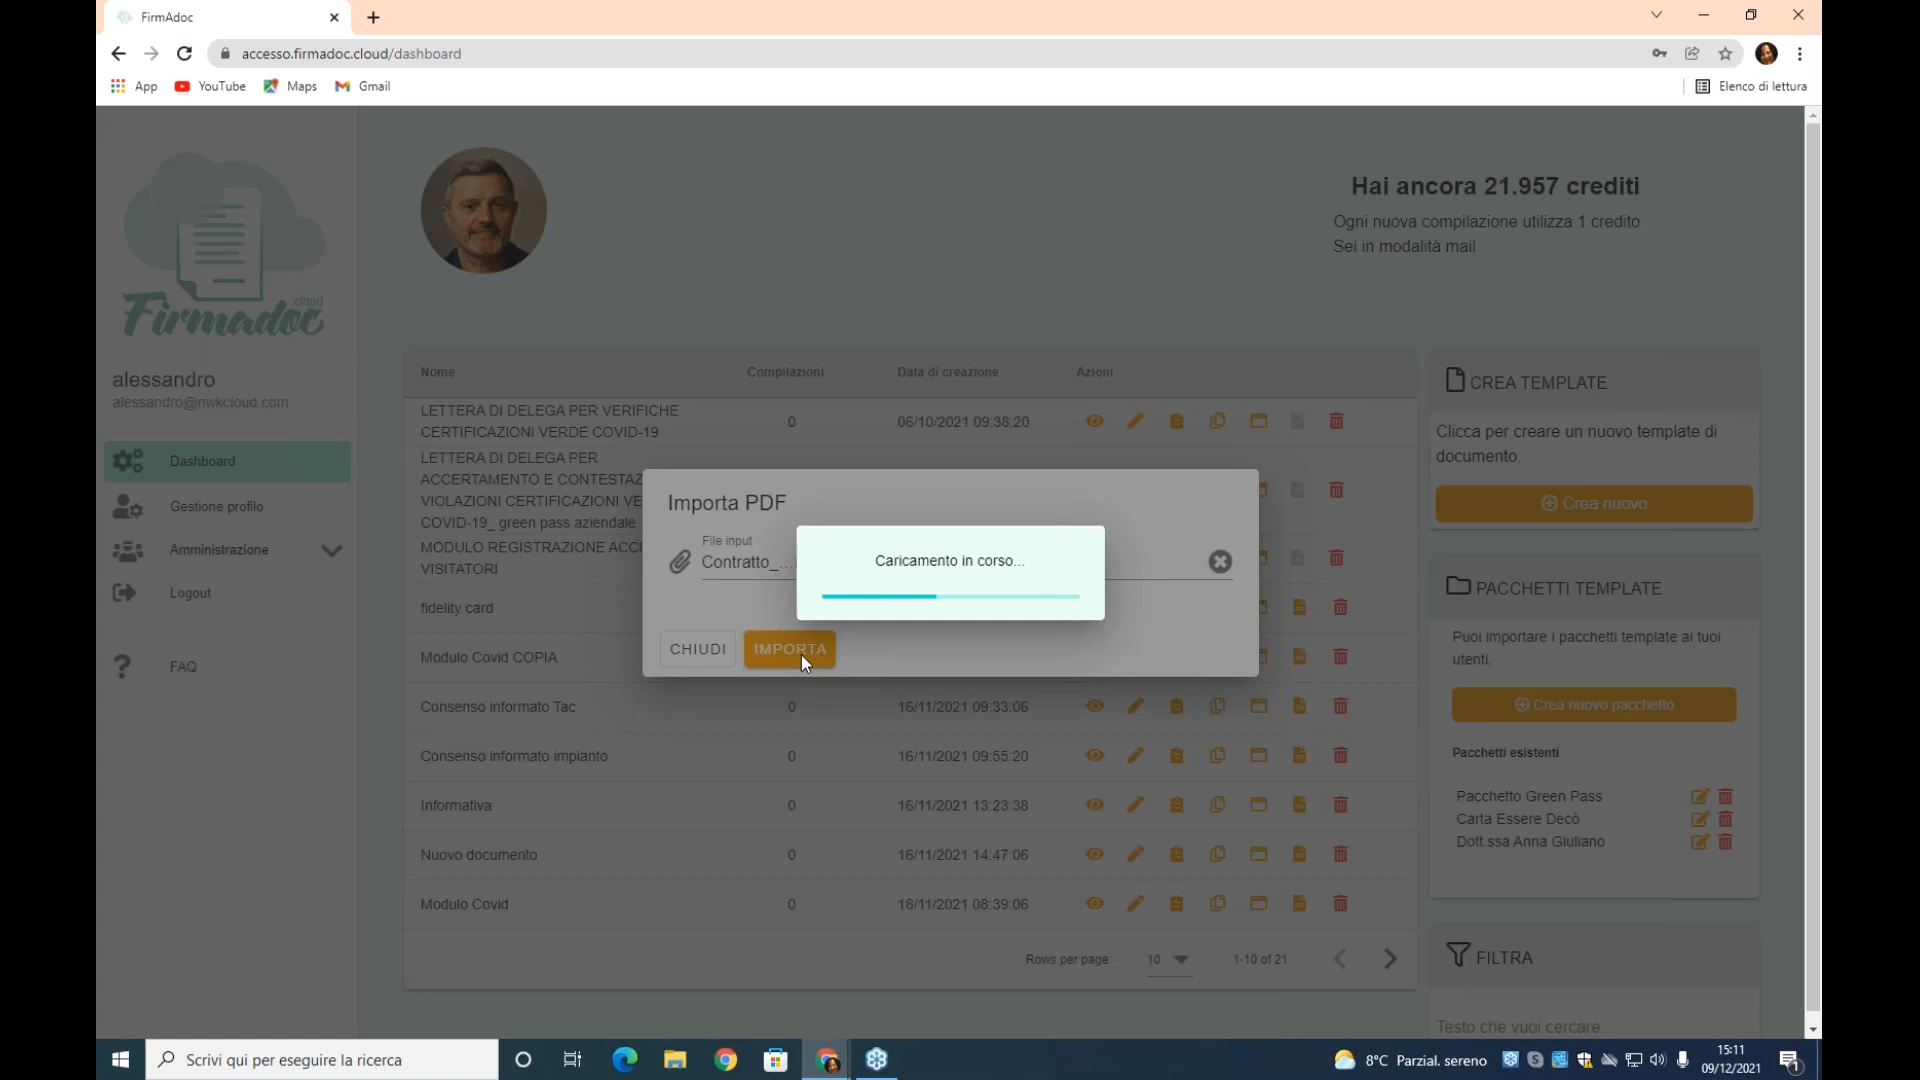 FirmAdoc
accesso.firmadoc.cloud/dashboard
App
YouTube
Maps
Gmail
Elenco di lettura
.cloud
Firmadoc
alessandro
alessandro@nwkcloud.com
Dashboard
Gestione profilo
Amministrazione
Logout
FAQ
Hai ancora 21.957 crediti
Ogni nuova compilazione utilizza 1 credito
Sei in modalità mail
Nome Compilazioni Data di creazione Azioni
LETTERA DI DELEGA PER VERIFICHE
CERTIFICAZIONI VERDE COVID-19
0 06/10/2021 09:38:20
LETTERA DI DELEGA PER
ACCERTAMENTO E CONTESTAZ
VIOLAZIONI CERTIFICAZIONI VE
COVID-19_ green pass aziendale
MODULO REGISTRAZIONE ACC
VISITATORI
fidelity card
Modulo Covid COPIA
Consenso informato Tac 0 16/11/2021 09:33:06
Consenso informato impianto 0 16/11/2021 09:55:20
Informativa 0 16/11/2021 13:23:38
Nuovo documento 0 16/11/2021 14:47:06
Modulo Covid 0 18/11/2021 08:39:06
Rows per page: 10 1-10 of 21
Importa PDF
File input
Contratto_...
Caricamento in corso...
CHIUDI
IMPORTA
CREA TEMPLATE
Clicca per creare un nuovo template di
documento.
Crea nuovo
PACCHETTI TEMPLATE
Puoi importare i pacchetti template ai tuoi
utenti.
Crea nuovo pacchetto
Pacchetti esistenti
Pacchetto Green Pass
Carta Essere Decò
Dott.ssa Anna Giuliano
FILTRA
Testo che vuoi cercare...
Scrivi qui per eseguire la ricerca
8°C Parzial. sereno
15:11
09/12/2021
1